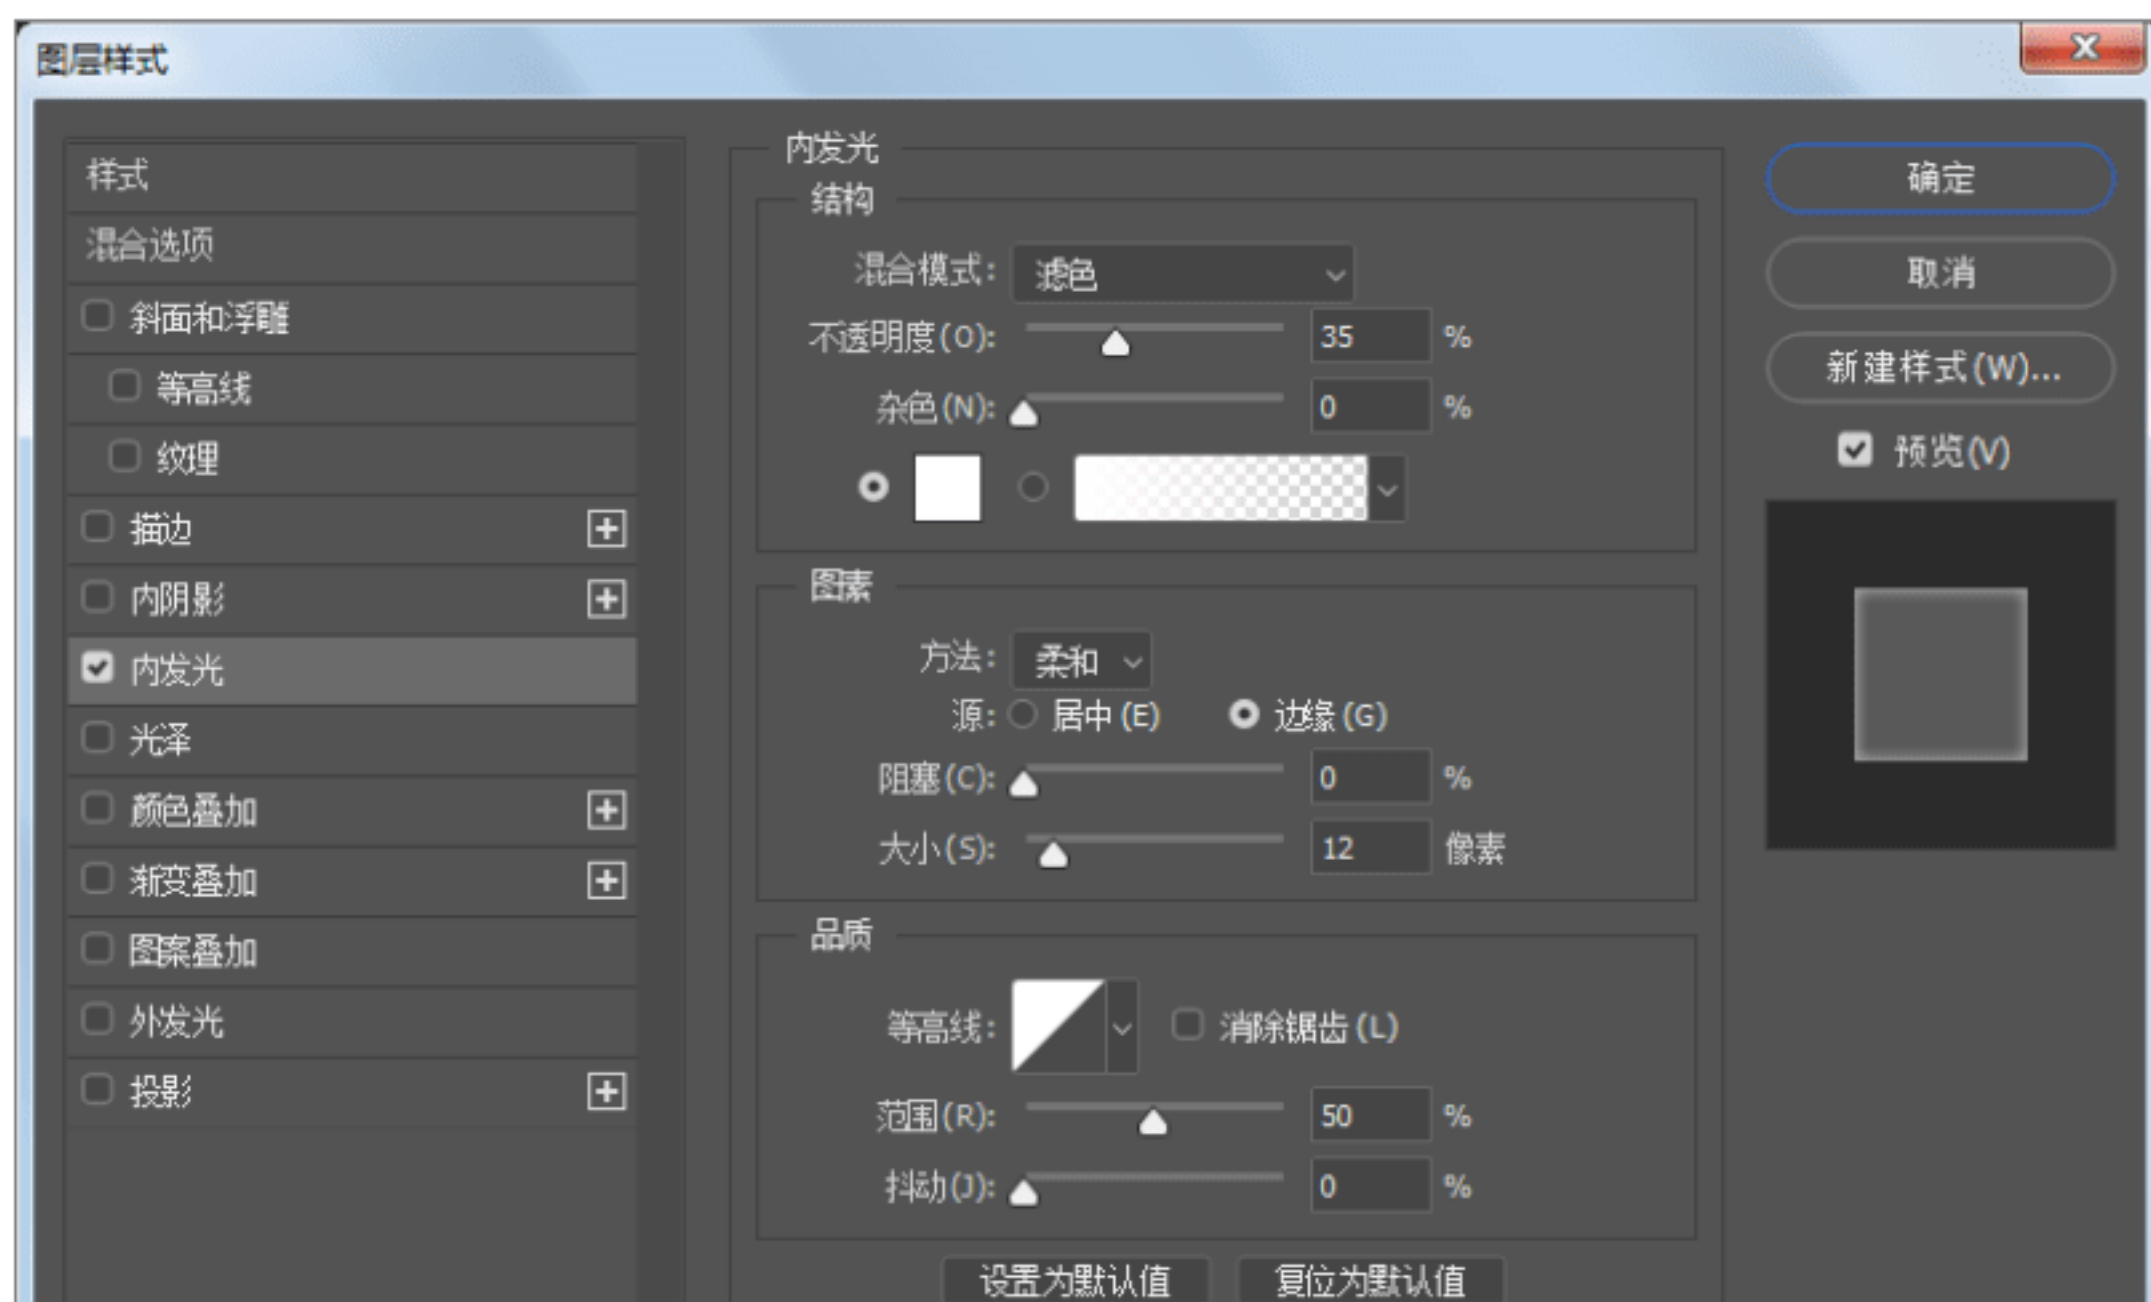 图层样式
样式
混合选项
斜面和浮雕
等高线
纹理
描边
内阴影
内发光
光泽
颜色叠加
渐变叠加
图案叠加
外发光
投影
内发光
结构
混合模式: 滤色
不透明度(O): 35 %
杂色(N): 0 %
图素
方法: 柔和
源: 居中(E) 边缘(G)
阻塞(C): 0 %
大小(S): 12 像素
品质
等高线: 消除锯齿(L)
范围(R): 50 %
抖动(J): 0 %
设置为默认值 复位为默认值
确定
取消
新建样式(W)...
预览(V)